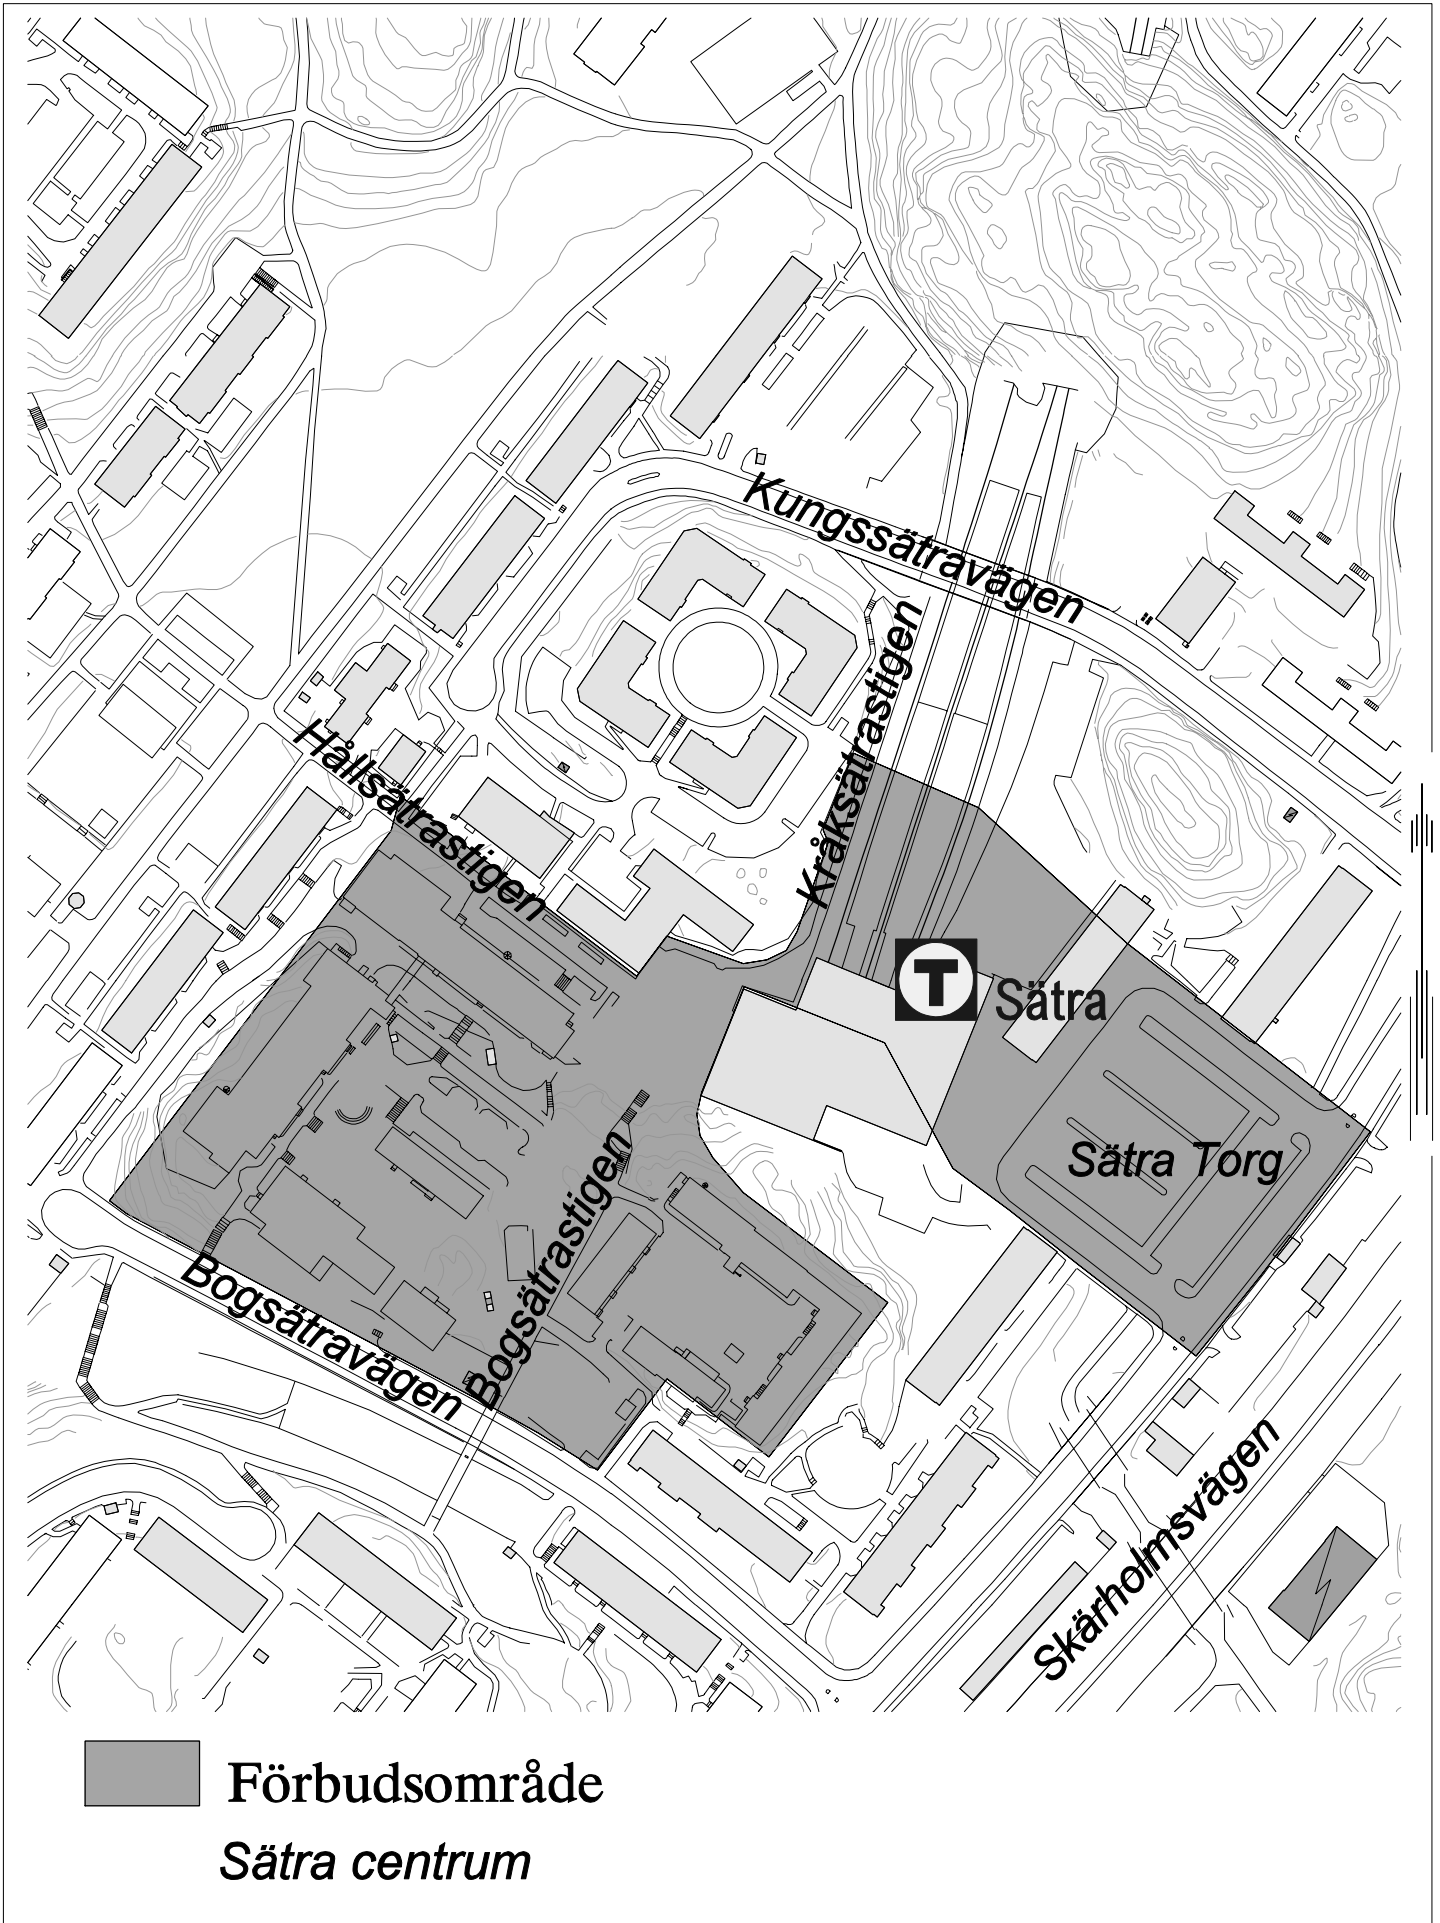 Kungssätravägen
Kråksätrastigen
Hållsätrastigen
T Sätra
Sätra Torg
Bogsätrastigen
Bogsätravägen
Skärholmsvägen
Förbudsområde
Sätra centrum